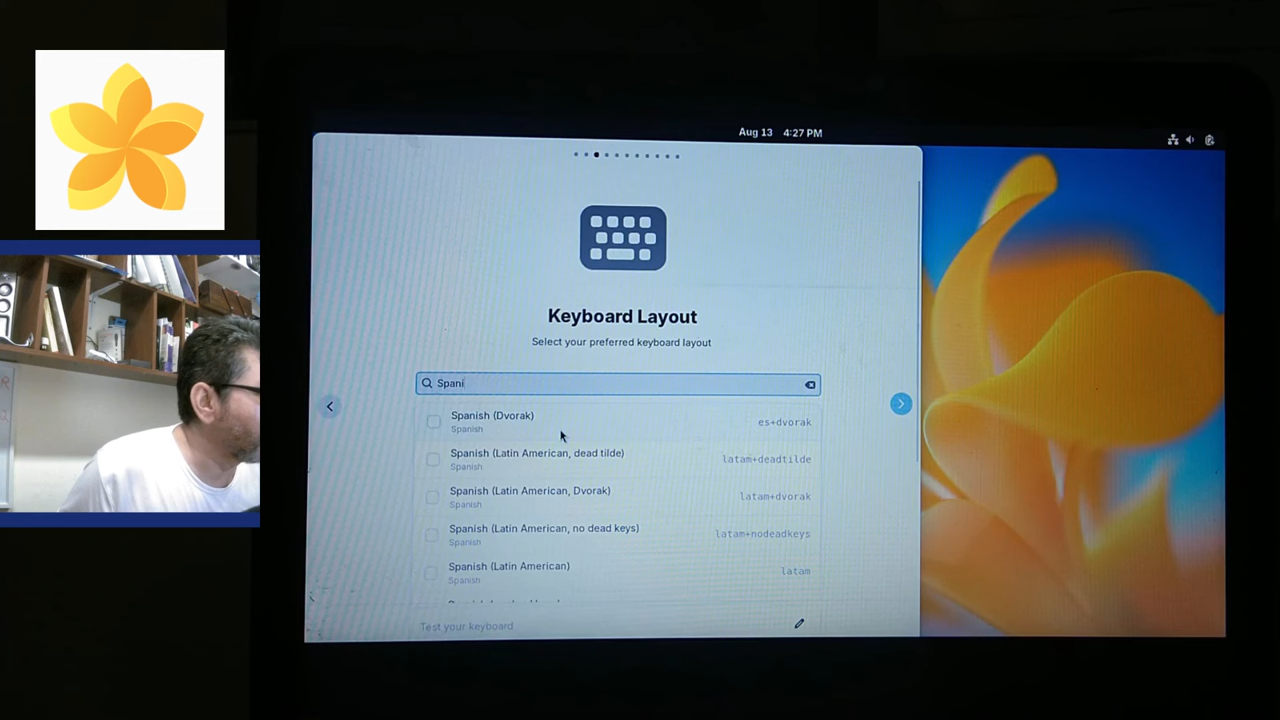 Aug 13 4:27 PM
Keyboard Layout
Select your preferred keyboard layout
Spani
Spanish (Dvorak)
Spanish
es+dvorak
Spanish (Latin American, dead tilde)
Spanish
latam+deadtilde
Spanish (Latin American, Dvorak)
Spanish
latam+dvorak
Spanish (Latin American, no dead keys)
Spanish
latam+nodeadkeys
Spanish (Latin American)
Spanish
latam
Test your keyboard